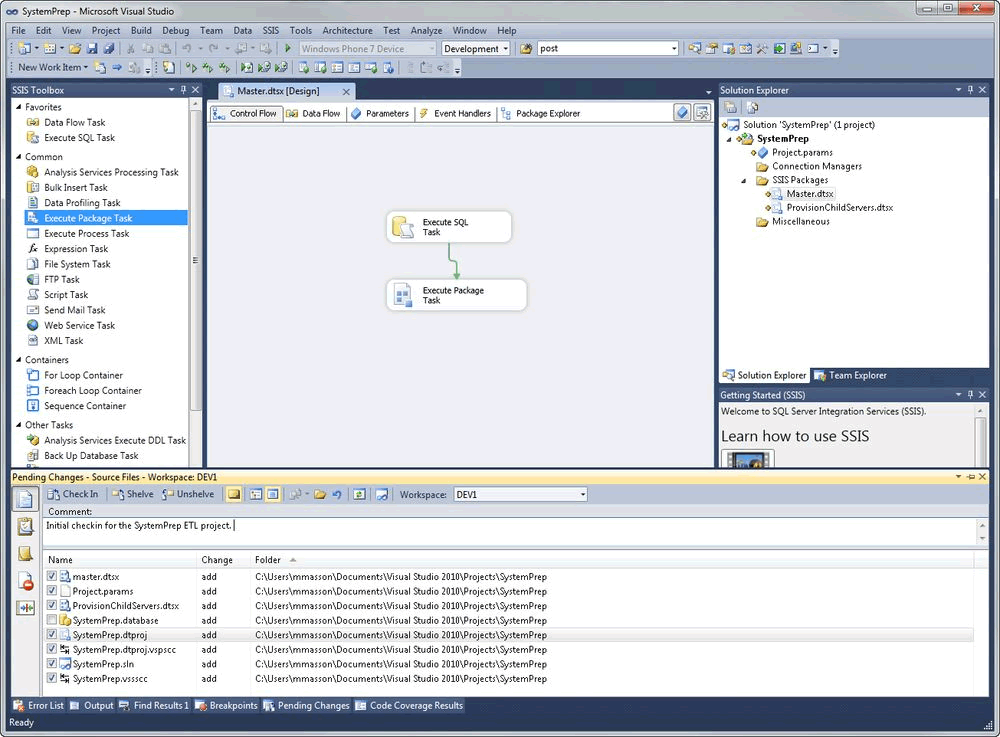 SystemPrep - Microsoft Visual Studio
File Edit View Project Build Debug Team Data SSIS Tools Architecture Test Analyze Window Help
Windows Phone 7 Device Development post
New Work Item
SSIS Toolbox
Favorites
Data Flow Task
Execute SQL Task
Common
Analysis Services Processing Task
Bulk Insert Task
Data Profiling Task
Execute Package Task
Execute Process Task
Expression Task
File System Task
FTP Task
Script Task
Send Mail Task
Web Service Task
XML Task
Containers
For Loop Container
Foreach Loop Container
Sequence Container
Other Tasks
Analysis Services Execute DDL Task
Back Up Database Task
Master.dtsx [Design]
Control Flow Data Flow Parameters Event Handlers Package Explorer
Execute SQL
Task
Execute Package
Task
Solution Explorer
Solution 'SystemPrep' (1 project)
SystemPrep
Project.params
Connection Managers
SSIS Packages
Master.dtsx
ProvisionChildServers.dtsx
Miscellaneous
Solution Explorer Team Explorer
Getting Started (SSIS)
Welcome to SQL Server Integration Services (SSIS).
Learn how to use SSIS
Pending Changes - Source Files - Workspace: DEV1
Check In Shelve Unshelve Workspace: DEV1
Comment:
Initial checkin for the SystemPrep ETL project.
Name Change Folder
master.dtsx add C:\Users\mmasson\Documents\Visual Studio 2010\Projects\SystemPrep
Project.params add C:\Users\mmasson\Documents\Visual Studio 2010\Projects\SystemPrep
ProvisionChildServers.dtsx add C:\Users\mmasson\Documents\Visual Studio 2010\Projects\SystemPrep
SystemPrep.database add C:\Users\mmasson\Documents\Visual Studio 2010\Projects\SystemPrep
SystemPrep.dtproj add C:\Users\mmasson\Documents\Visual Studio 2010\Projects\SystemPrep
SystemPrep.dtproj.vspscc add C:\Users\mmasson\Documents\Visual Studio 2010\Projects\SystemPrep
SystemPrep.sln add C:\Users\mmasson\Documents\Visual Studio 2010\Projects\SystemPrep
SystemPrep.vssscc add C:\Users\mmasson\Documents\Visual Studio 2010\Projects\SystemPrep
Error List Output Find Results 1 Breakpoints Pending Changes Code Coverage Results
Ready